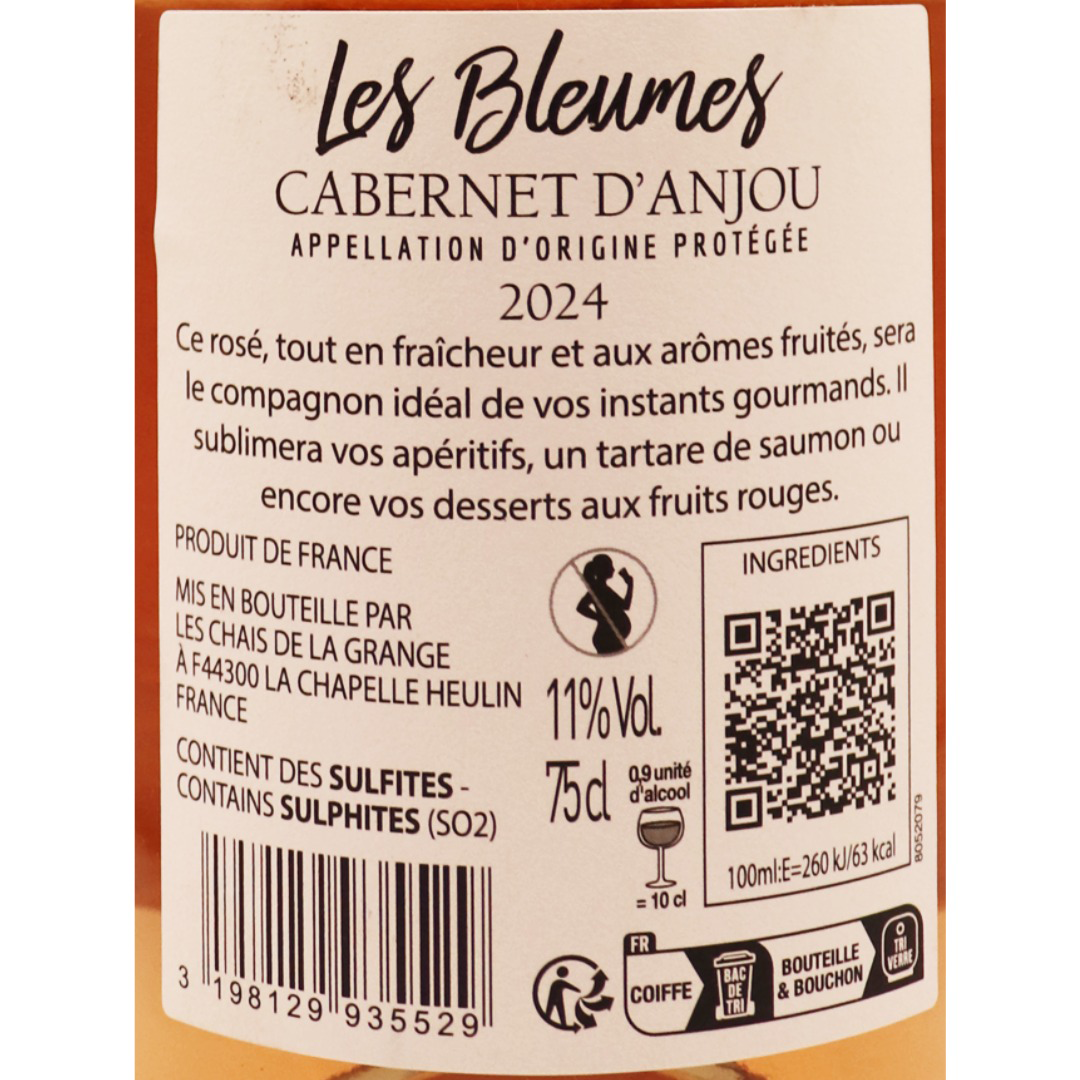 Les Bleumes
CABERNET D'ANJOU
APPELLATION D'ORIGINE PROTÉGÉE
2024
Ce rosé, tout en fraîcheur et aux arômes fruités, sera
le compagnon idéal de vos instants gourmands. Il
sublimera vos apéritifs, un tartare de saumon ou
encore vos desserts aux fruits rouges.
PRODUIT DE FRANCE
MIS EN BOUTEILLE PAR
LES CHAIS DE LA GRANGE
À F44300 LA CHAPELLE HEULIN
FRANCE
CONTIENT DES SULFITES -
CONTAINS SULPHITES (SO2)
3 198129 935529
11%Vol.
75cl
0,9 unité
d'alcool
= 10 cl
INGREDIENTS
100ml:E=260 kJ/63 kcal
8052079
FR
COIFFE
BAC
DE
TRI
BOUTEILLE
& BOUCHON
TRI
VERRE